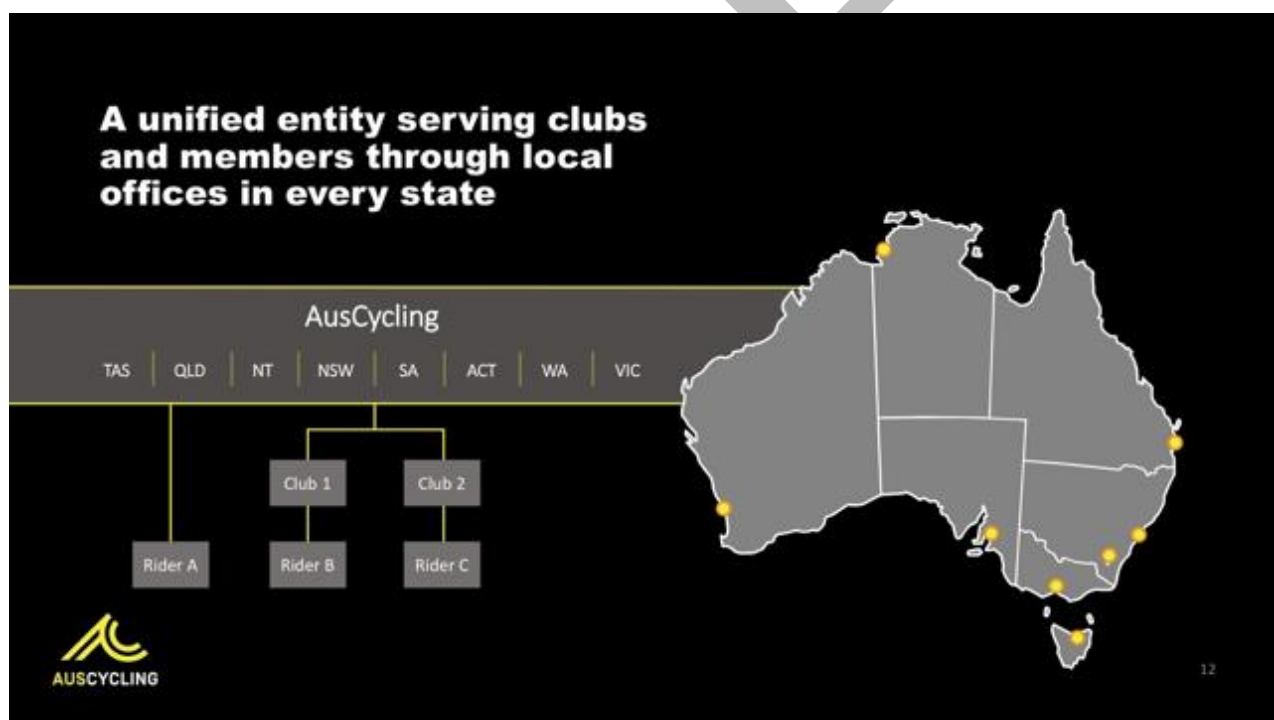 A unified entity serving clubs
and members through local
offices in every state
AusCycling
TAS QLD NT NSW SA ACT WA VIC
Club 1 Club 2
Rider A Rider B Rider C
AUSCYCLING
12